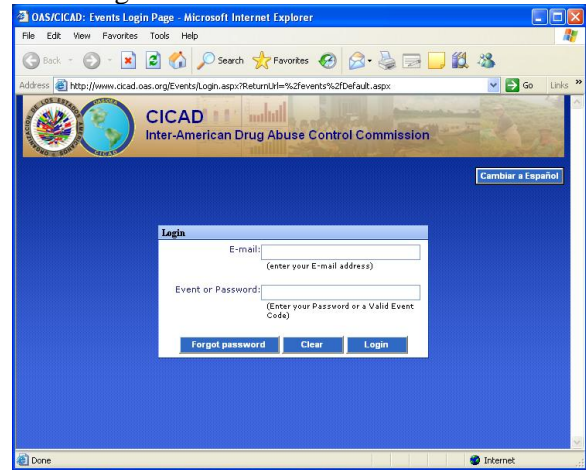 OAS/CICAD: Events Login Page - Microsoft Internet Explorer
File Edit View Favorites Tools Help
Back Search Favorites
Address http://www.cicad.oas.org/Events/Login.aspx?ReturnUrl=%2fevents%2fDefault.aspx Go Links »
CICAD
Inter-American Drug Abuse Control Commission
Cambiar a Español
Login
E-mail:
(enter your E-mail address)
Event or Password:
(Enter your Password or a Valid Event
Code)
Forgot password Clear Login
Done Internet